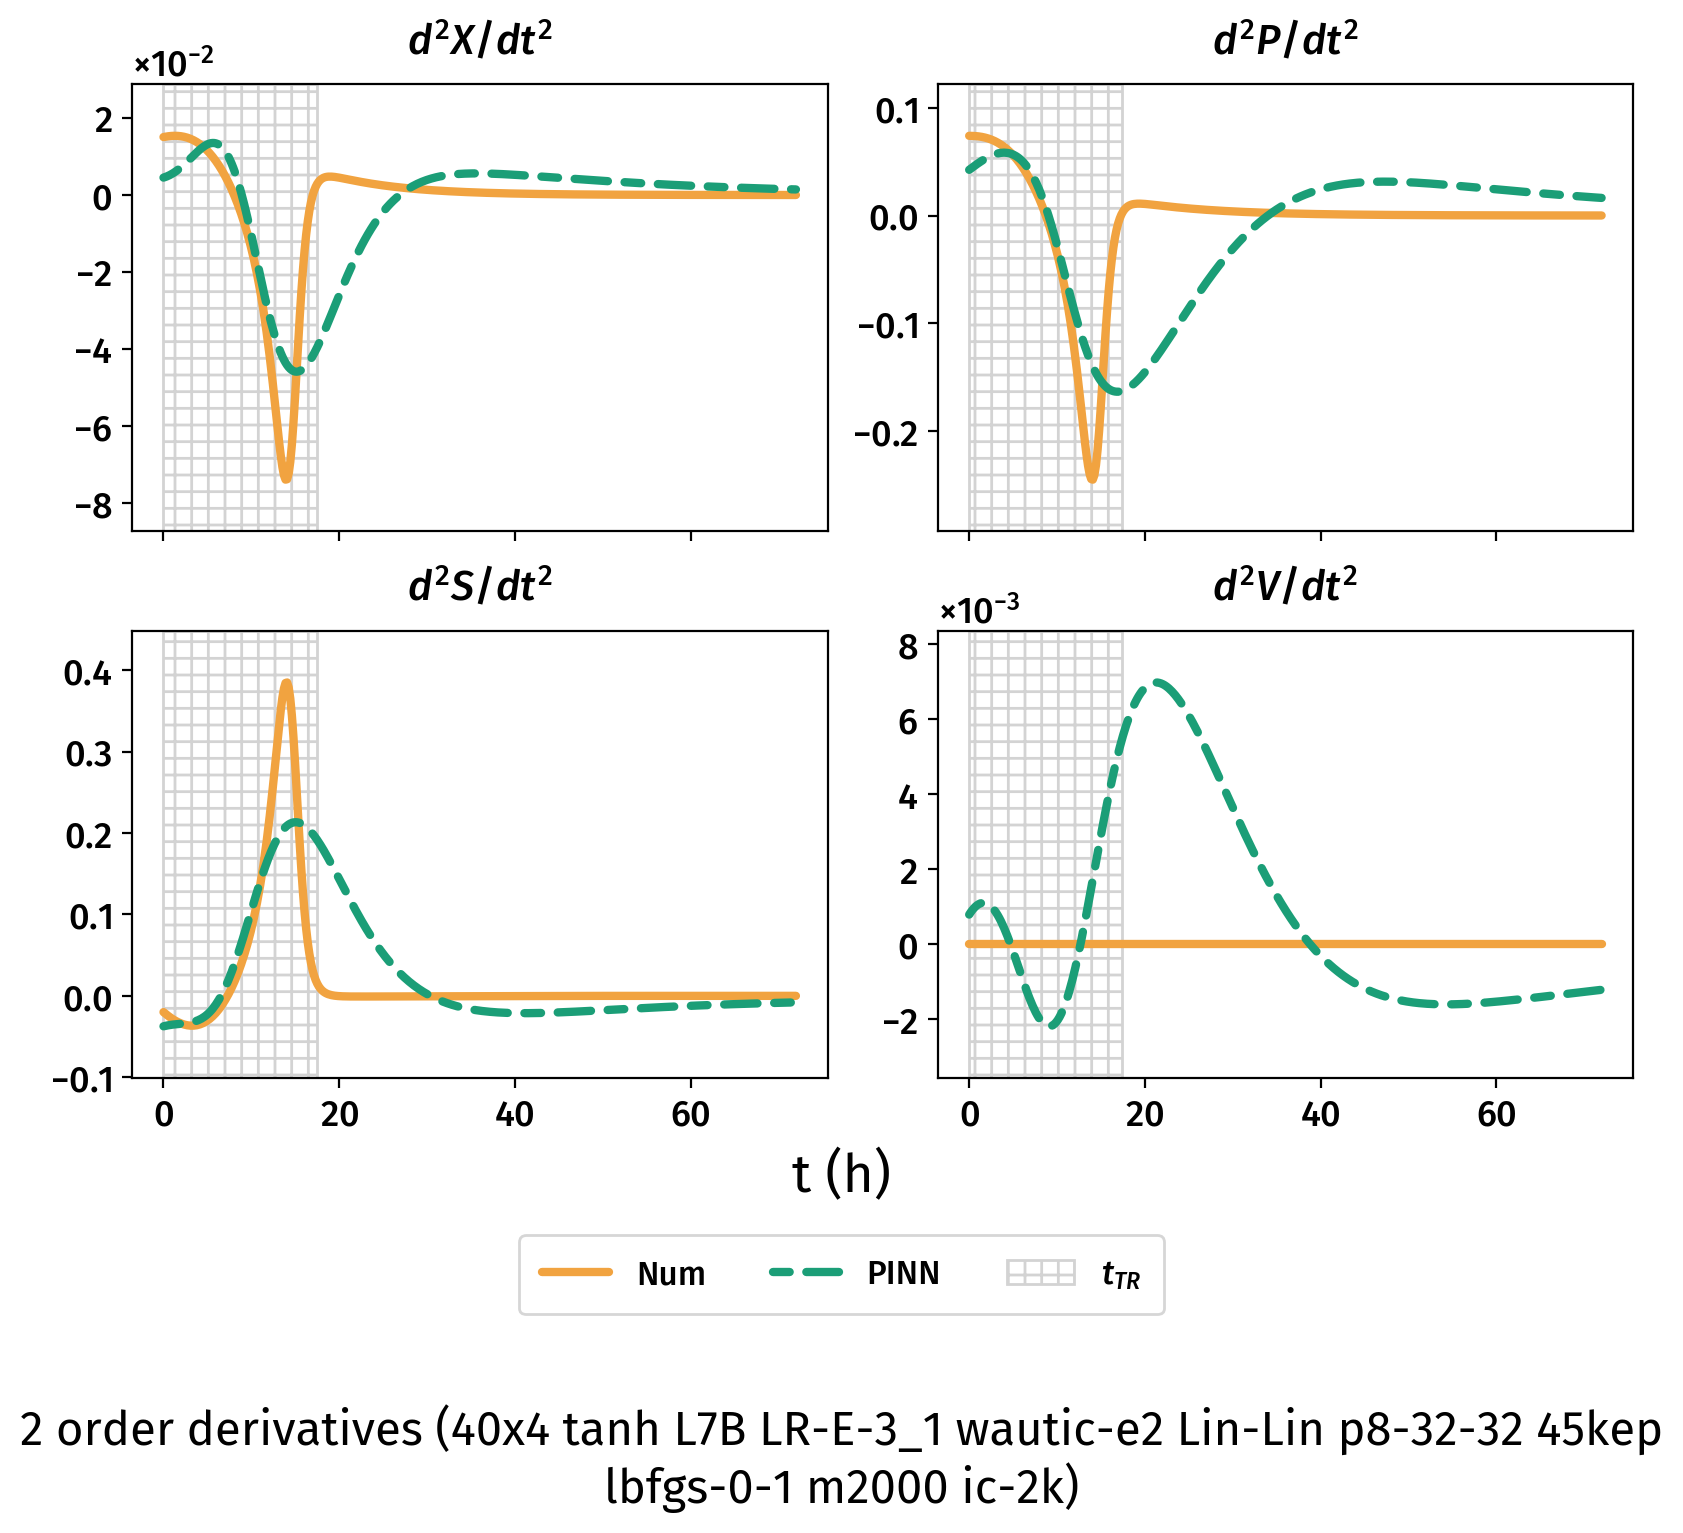 d²X/dt²
×10⁻²
2
0
−2
−4
−6
−8
d²P/dt²
0.1
0.0
−0.1
−0.2
d²S/dt²
0.4
0.3
0.2
0.1
0.0
−0.1
0 20 40 60
d²V/dt²
×10⁻³
8
6
4
2
0
−2
0 20 40 60
t (h)
Num PINN t_TR
2 order derivatives (40x4 tanh L7B LR-E-3_1 wautic-e2 Lin-Lin p8-32-32 45kep
lbfgs-0-1 m2000 ic-2k)